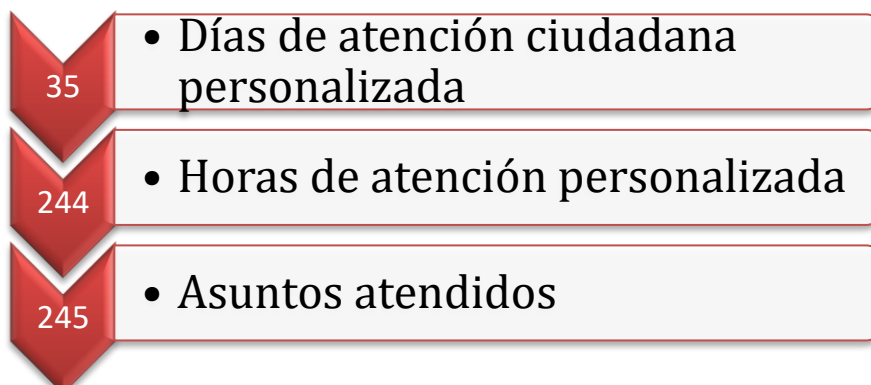 35
• Días de atención ciudadana
personalizada
244
• Horas de atención personalizada
245
• Asuntos atendidos